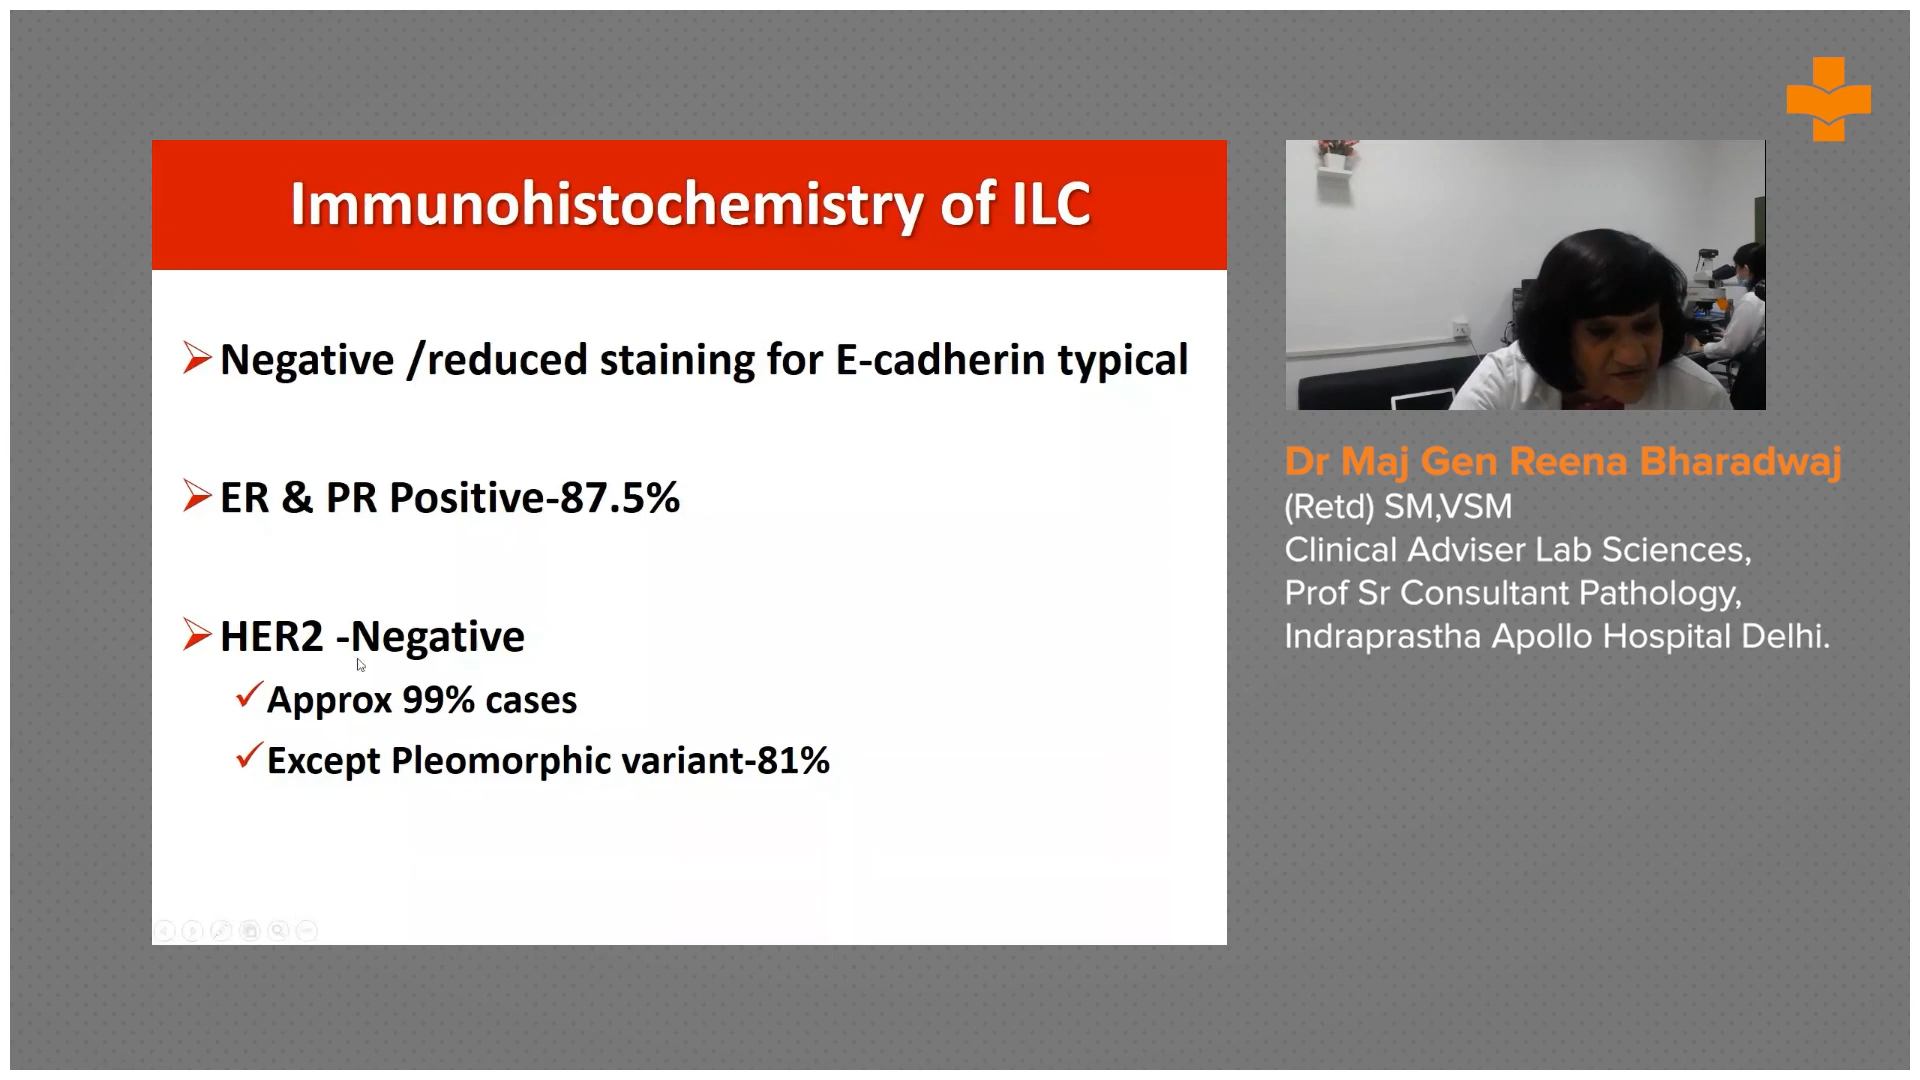 Immunohistochemistry of ILC
Negative /reduced staining for E-cadherin typical
ER & PR Positive-87.5%
HER2 -Negative
Approx 99% cases
Except Pleomorphic variant-81%
Dr Maj Gen Reena Bharadwaj
(Retd) SM,VSM
Clinical Adviser Lab Sciences,
Prof Sr Consultant Pathology,
Indraprastha Apollo Hospital Delhi.